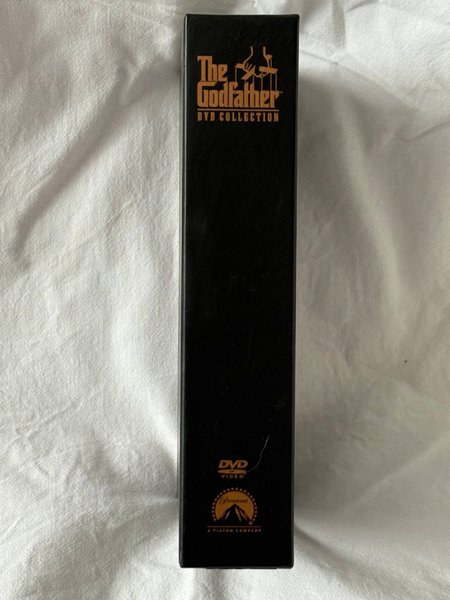 The
Godfather
DVD COLLECTION
DVD
VIDEO
Paramount
A VIACOM COMPANY